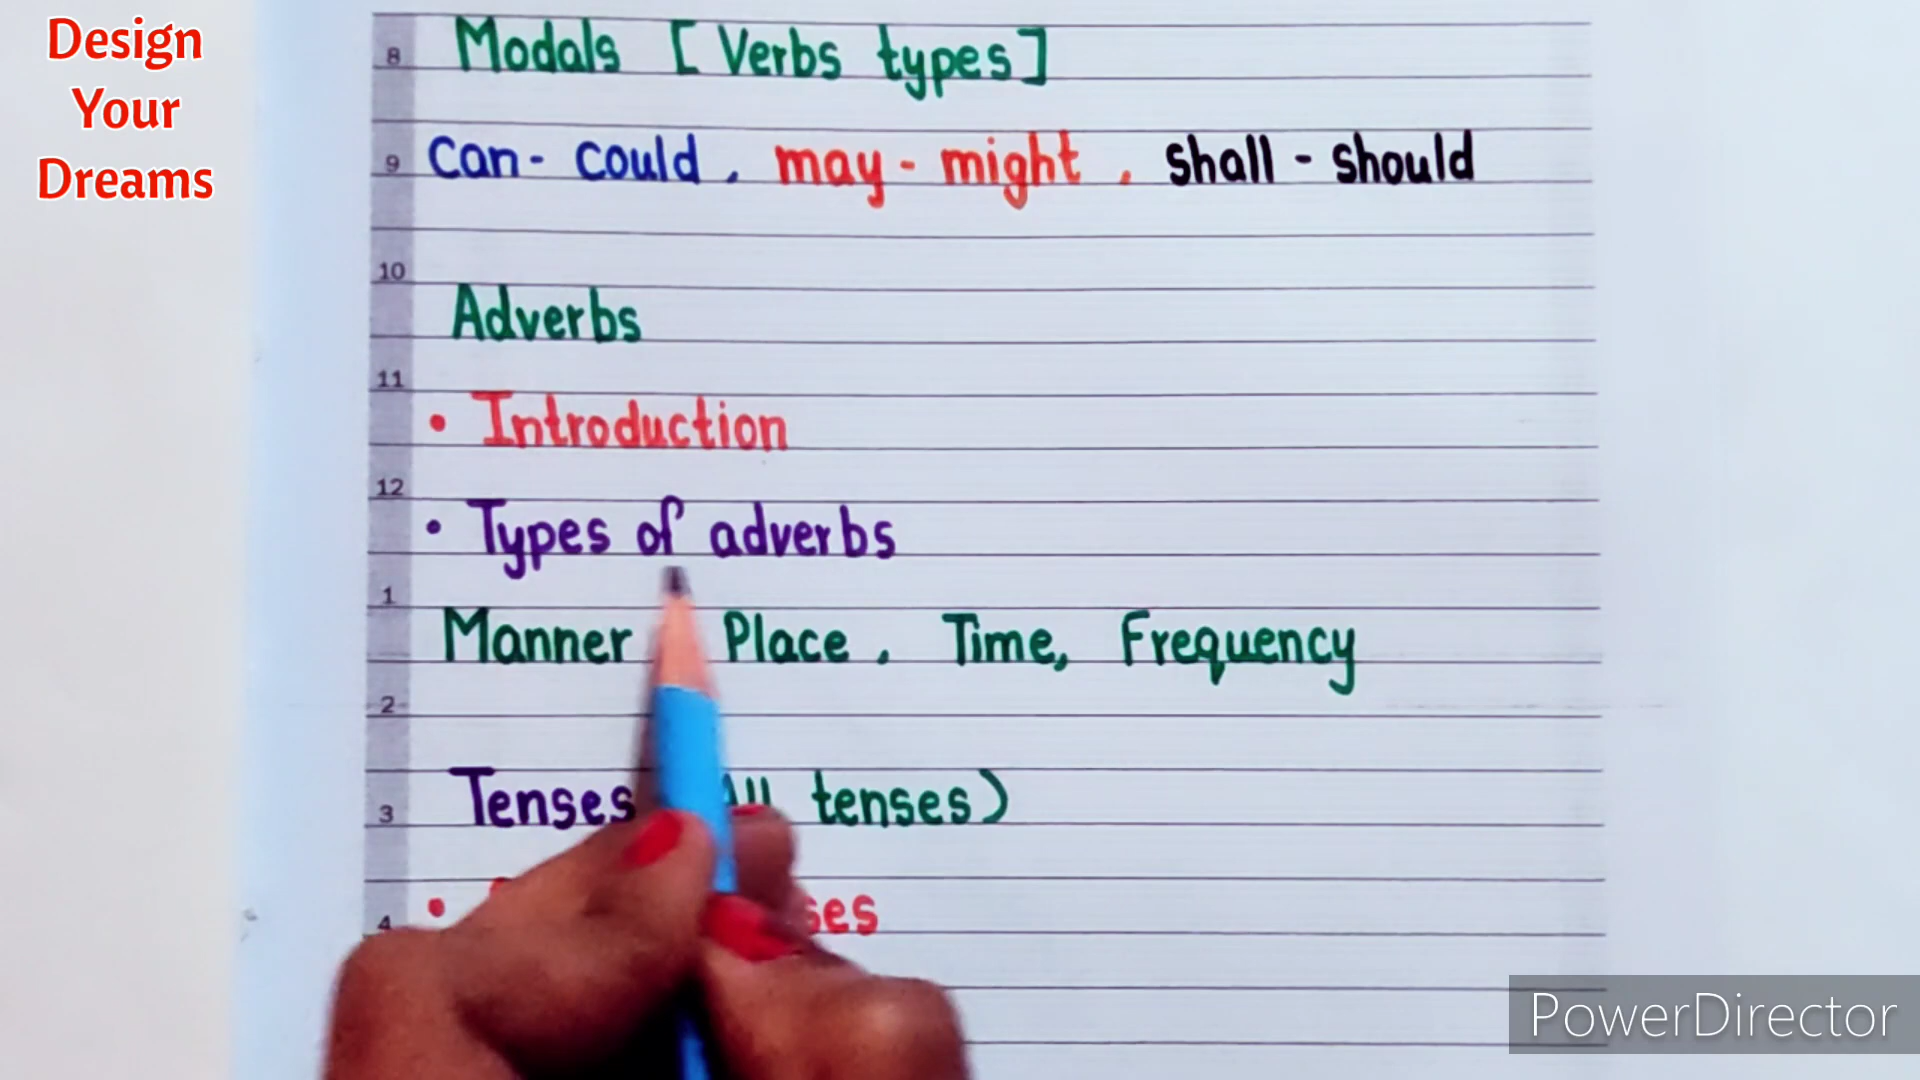 Design
Your
Dreams
8 Modals [Verbs types]
9 can - could, may - might, shall - should
10
Adverbs
11
• Introduction
12
• Types of adverbs
1
Manner Place, Time, Frequency
2
3 Tenses tenses)
4 •
PowerDirector